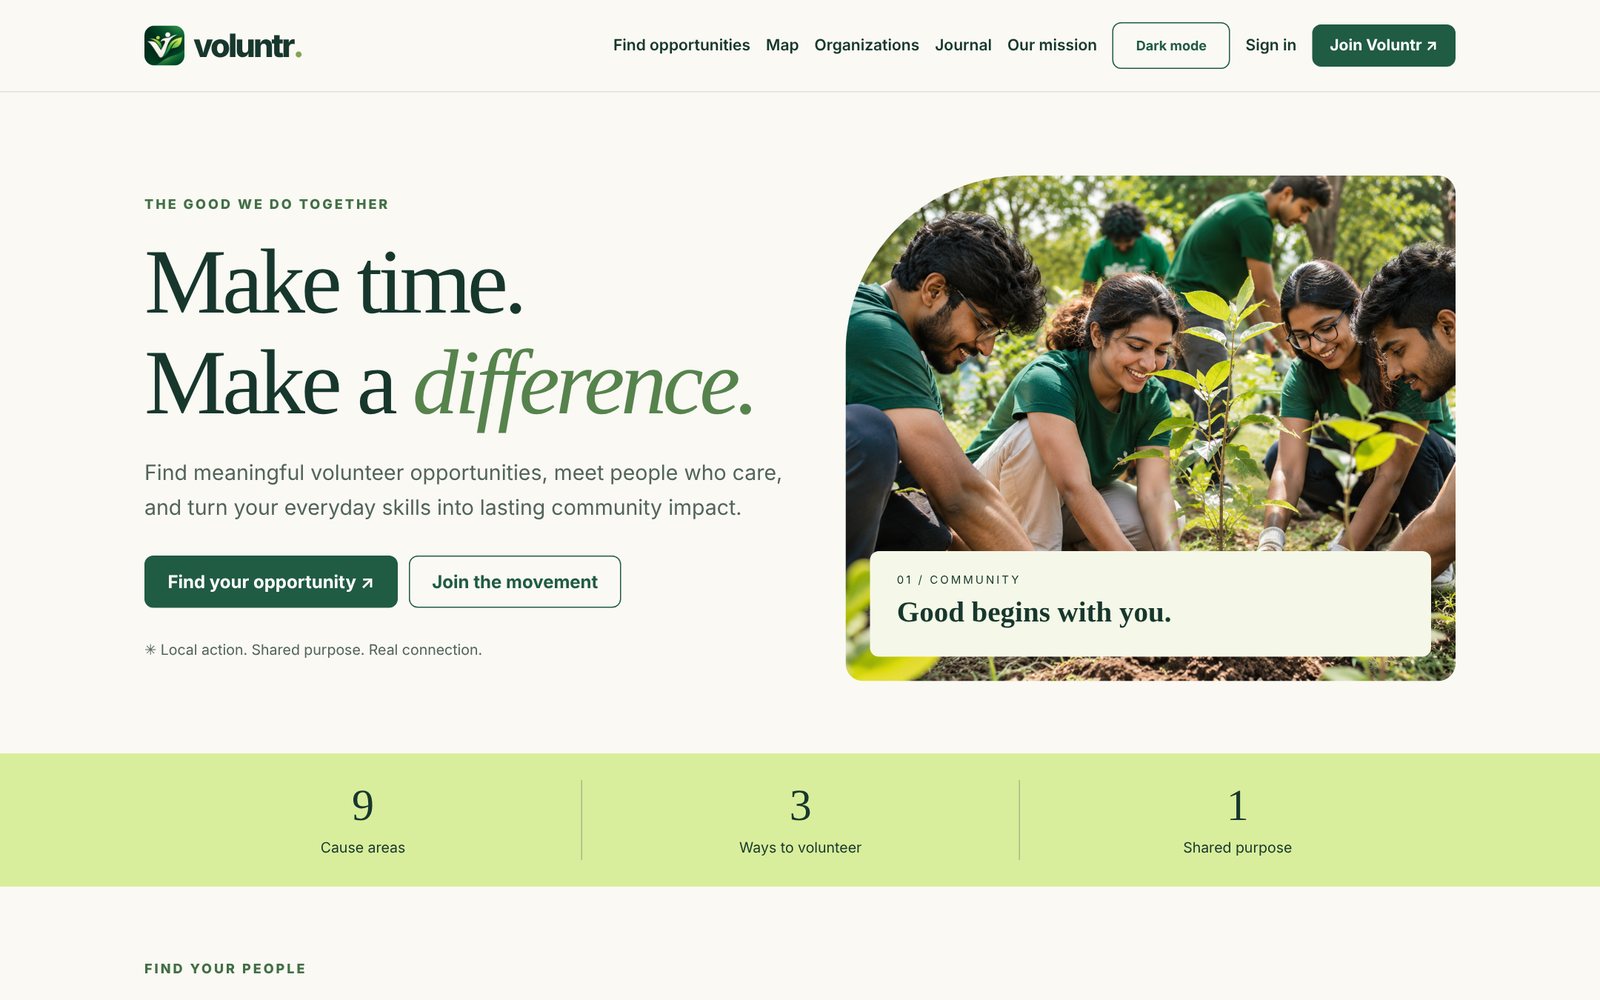 voluntr.
Find opportunities
Map
Organizations
Journal
Our mission
Dark mode
Sign in
Join Voluntr ↗
THE GOOD WE DO TOGETHER
Make time.
Make a difference.
Find meaningful volunteer opportunities, meet people who care,
and turn your everyday skills into lasting community impact.
Find your opportunity ↗
Join the movement
✳ Local action. Shared purpose. Real connection.
01 / COMMUNITY
Good begins with you.
9
Cause areas
3
Ways to volunteer
1
Shared purpose
FIND YOUR PEOPLE